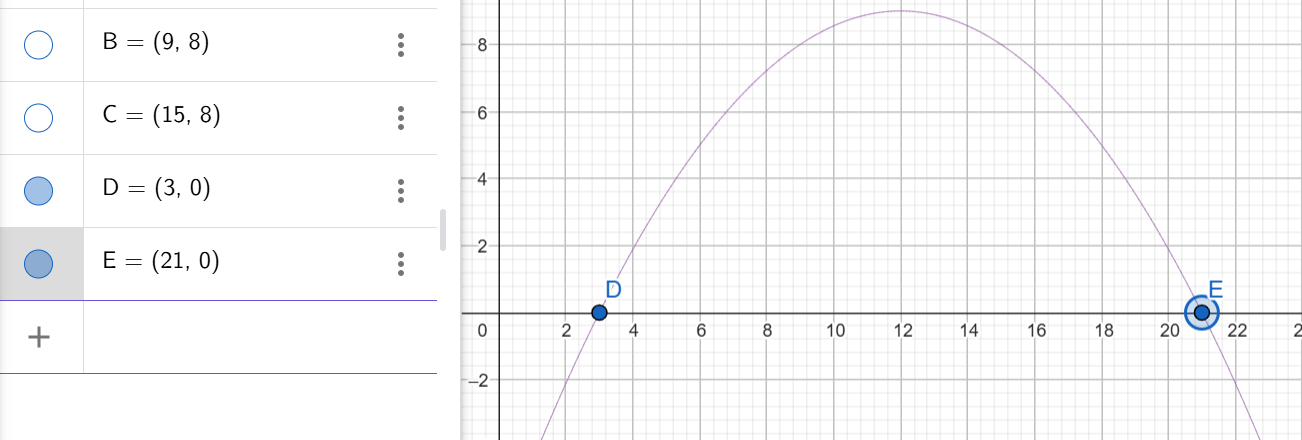 B = (9, 8)
C = (15, 8)
D = (3, 0)
E = (21, 0)
+
8
6
4
2
D
E
0 2 4 6 8 10 12 14 16 18 20 22 2
–2